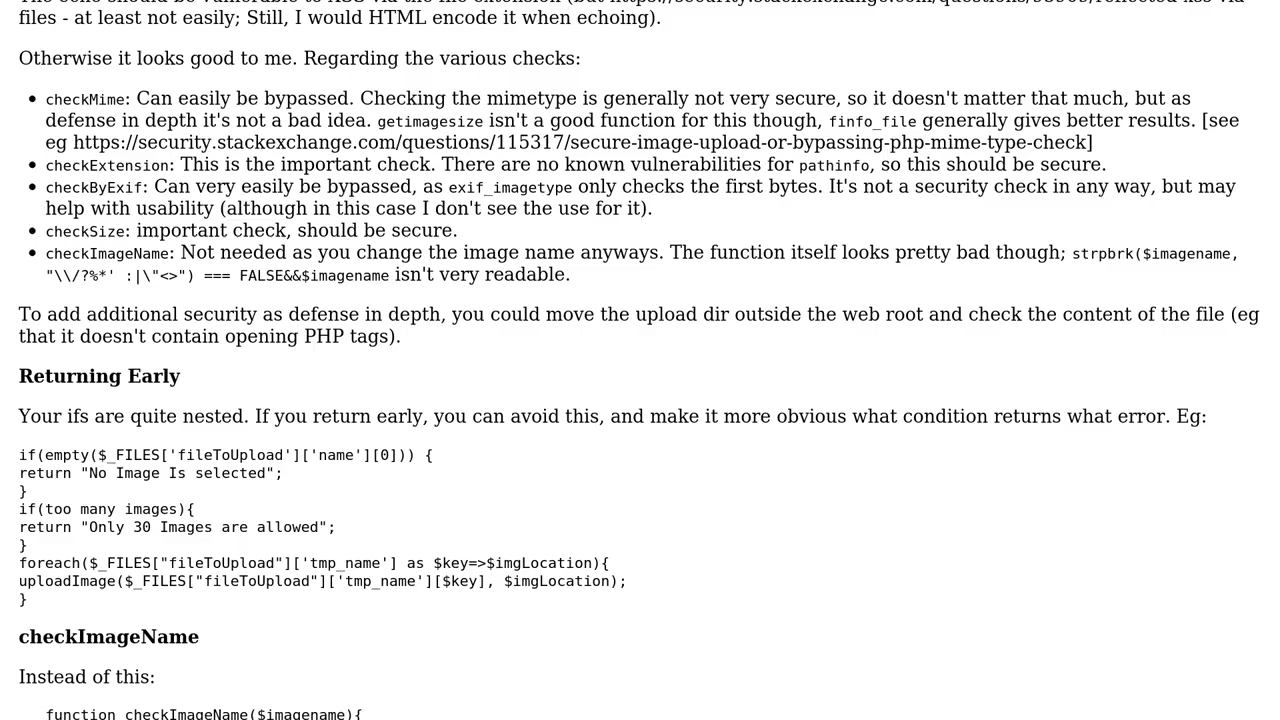 files - at least not easily; Still, I would HTML encode it when echoing).
Otherwise it looks good to me. Regarding the various checks:
checkMime: Can easily be bypassed. Checking the mimetype is generally not very secure, so it doesn't matter that much, but as
defense in depth it's not a bad idea. getimagesize isn't a good function for this though, finfo_file generally gives better results. [see
eg https://security.stackexchange.com/questions/115317/secure-image-upload-or-bypassing-php-mime-type-check]
checkExtension: This is the important check. There are no known vulnerabilities for pathinfo, so this should be secure.
checkByExif: Can very easily be bypassed, as exif_imagetype only checks the first bytes. It's not a security check in any way, but may
help with usability (although in this case I don't see the use for it).
checkSize: important check, should be secure.
checkImageName: Not needed as you change the image name anyways. The function itself looks pretty bad though; strpbrk($imagename,
"\\/?%*' :|\"<>") === FALSE&&$imagename isn't very readable.
To add additional security as defense in depth, you could move the upload dir outside the web root and check the content of the file (eg
that it doesn't contain opening PHP tags).
Returning Early
Your ifs are quite nested. If you return early, you can avoid this, and make it more obvious what condition returns what error. Eg:
if(empty($_FILES['fileToUpload']['name'][0])) {
return "No Image Is selected";
}
if(too many images){
return "Only 30 Images are allowed";
}
foreach($_FILES["fileToUpload"]['tmp_name'] as $key=>$imgLocation){
uploadImage($_FILES["fileToUpload"]['tmp_name'][$key], $imgLocation);
}
checkImageName
Instead of this:
function checkImageName($imagename){